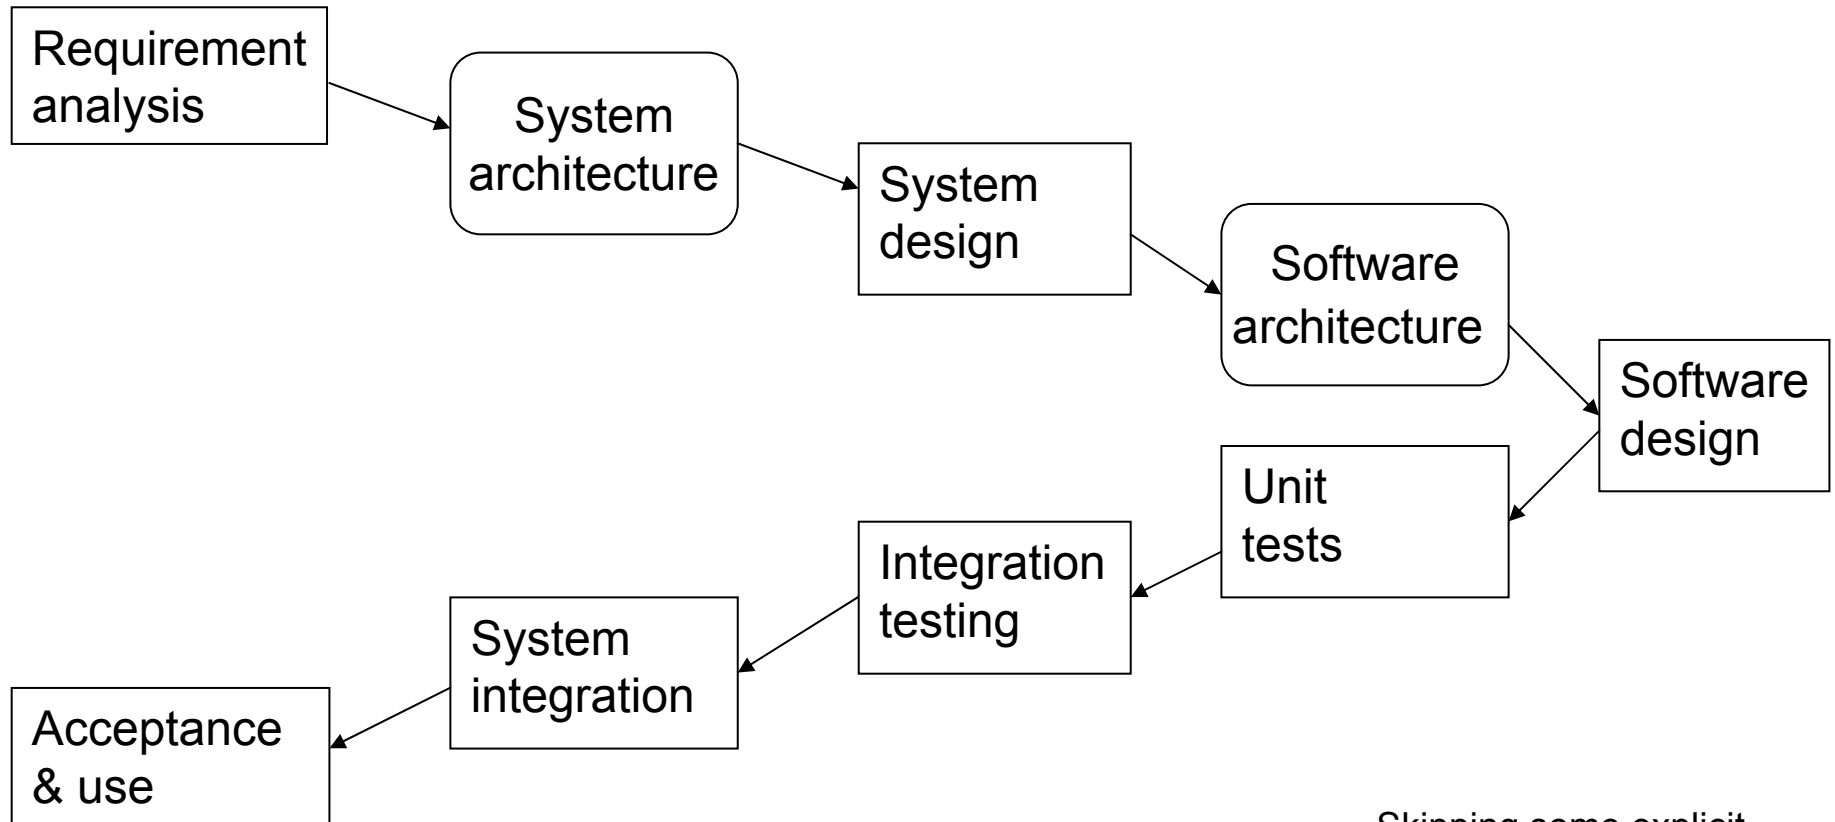 Requirement
analysis
System
architecture
System
design
Software
architecture
Software
design
Unit
tests
Integration
testing
System
integration
Acceptance
& use
Skipping some explicit